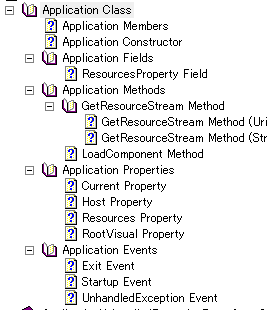 Application Class
Application Members
Application Constructor
Application Fields
ResourcesProperty Field
Application Methods
GetResourceStream Method
GetResourceStream Method (Uri
GetResourceStream Method (Str
LoadComponent Method
Application Properties
Current Property
Host Property
Resources Property
RootVisual Property
Application Events
Exit Event
Startup Event
UnhandledException Event